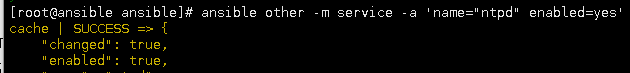 [root@ansible ansible]# ansible other -m service -a 'name="ntpd" enabled=yes'
cache | SUCCESS => {
"changed": true,
"enabled": true,